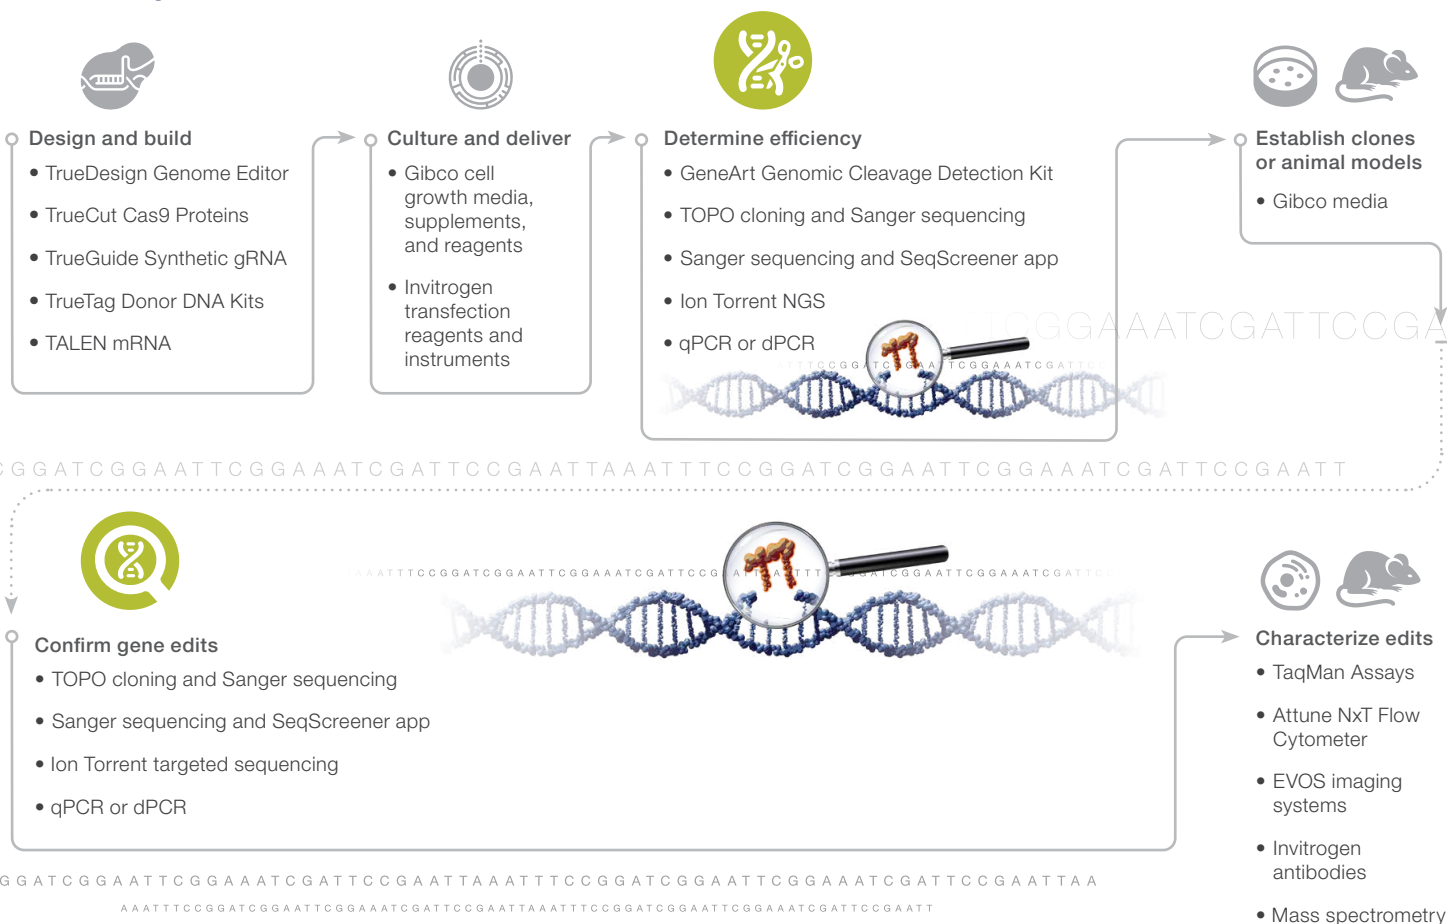 Design and build
• TrueDesign Genome Editor
• TrueCut Cas9 Proteins
• TrueGuide Synthetic gRNA
• TrueTag Donor DNA Kits
• TALEN mRNA
Culture and deliver
• Gibco cell
growth media,
supplements,
and reagents
• Invitrogen
transfection
reagents and
instruments
Determine efficiency
• GeneArt Genomic Cleavage Detection Kit
• TOPO cloning and Sanger sequencing
• Sanger sequencing and SeqScreener app
• Ion Torrent NGS
• qPCR or dPCR
Establish clones
or animal models
• Gibco media
TCGGAAATCGATTCCGA
CGGATCGGAATTCGGAAATCGATTCCGAATTAAATTTCCGGATCGGAATTCGGAAATCGATTCCGAATT
Confirm gene edits
• TOPO cloning and Sanger sequencing
• Sanger sequencing and SeqScreener app
• Ion Torrent targeted sequencing
• qPCR or dPCR
Characterize edits
• TaqMan Assays
• Attune NxT Flow
Cytometer
• EVOS imaging
systems
• Invitrogen
antibodies
• Mass spectrometry
GGATCGGAATTCGGAAATCGATTCCGAATTAAATTTCCGGATCGGAATTCGGAAATCGATTCCGAATTAA
AAATTTCCGGATCGGAATTCGGAAATCGATTCCGAATTAAATTTCCGGATCGGAATTCGGAAATCGATTCCGAATT